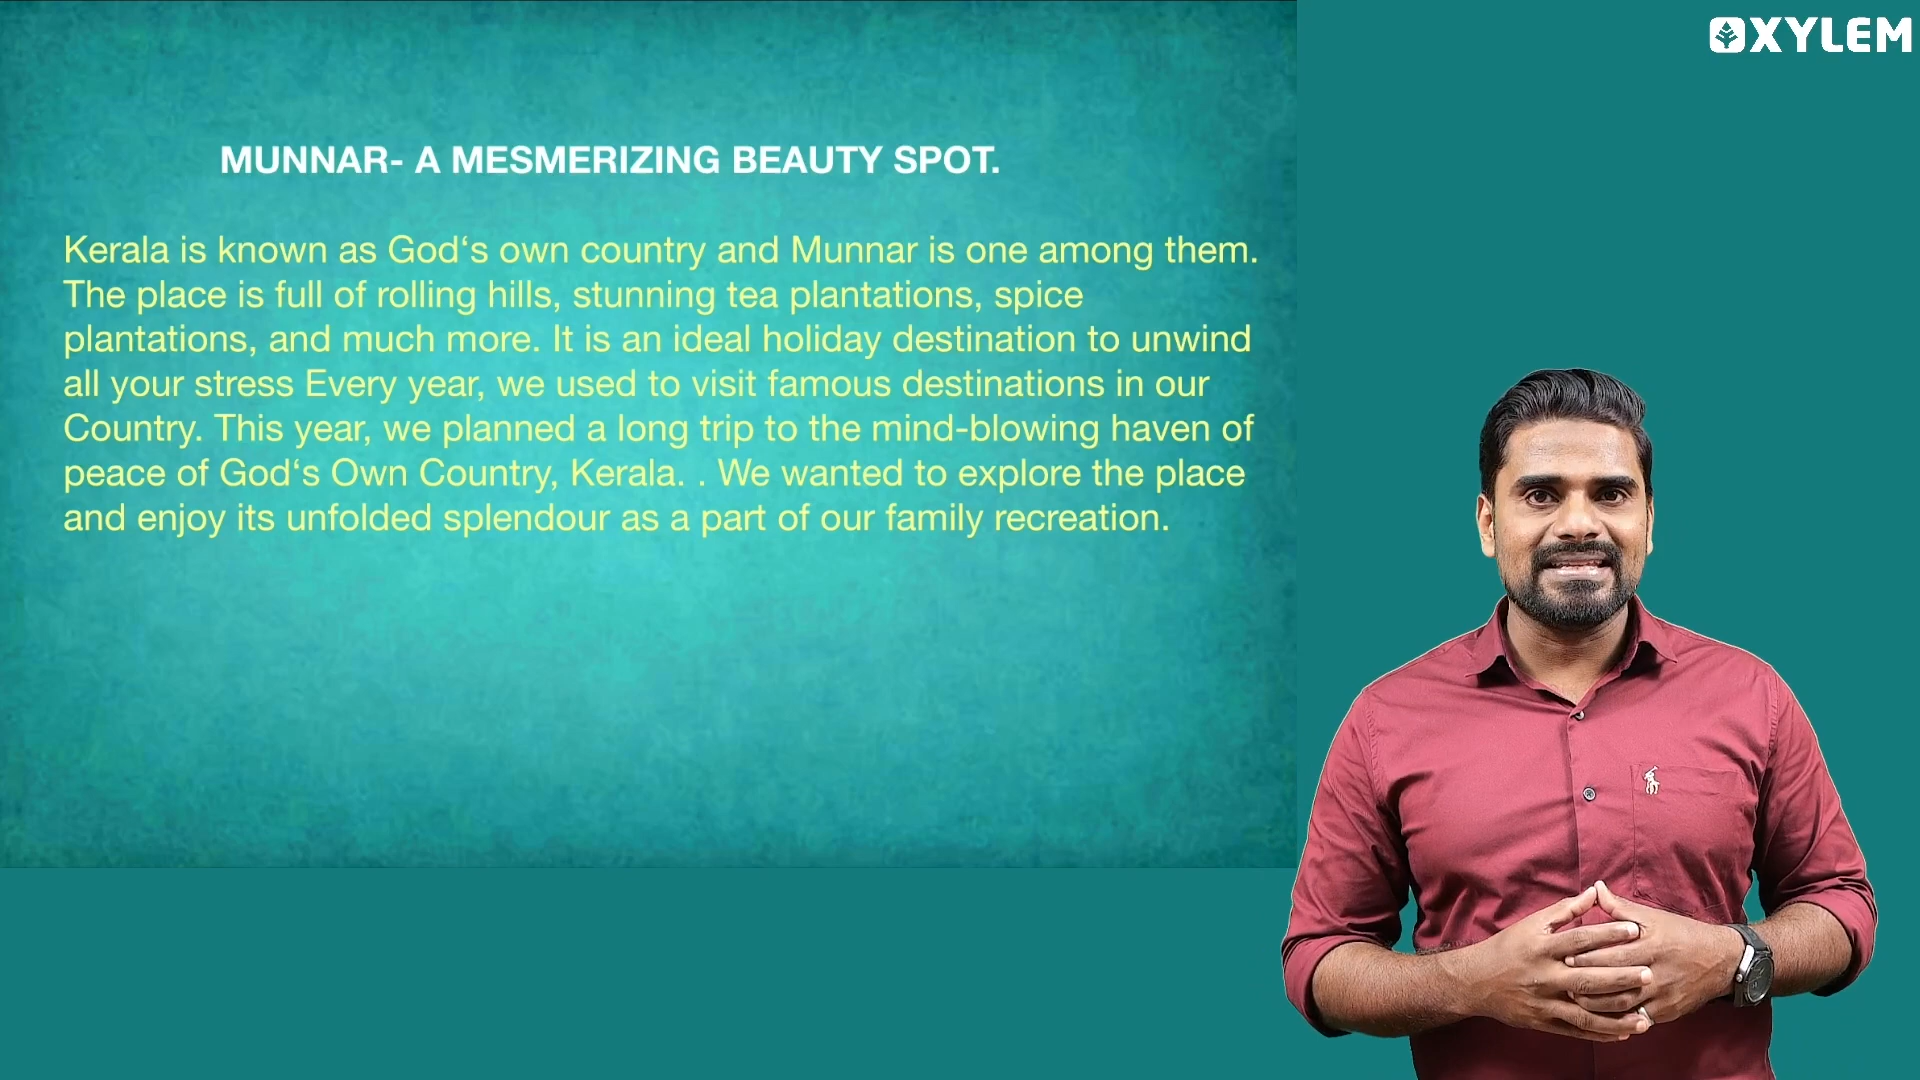 XYLEM
MUNNAR- A MESMERIZING BEAUTY SPOT.
Kerala is known as God‘s own country and Munnar is one among them.
The place is full of rolling hills, stunning tea plantations, spice
plantations, and much more. It is an ideal holiday destination to unwind
all your stress Every year, we used to visit famous destinations in our
Country. This year, we planned a long trip to the mind-blowing haven of
peace of God‘s Own Country, Kerala. . We wanted to explore the place
and enjoy its unfolded splendour as a part of our family recreation.